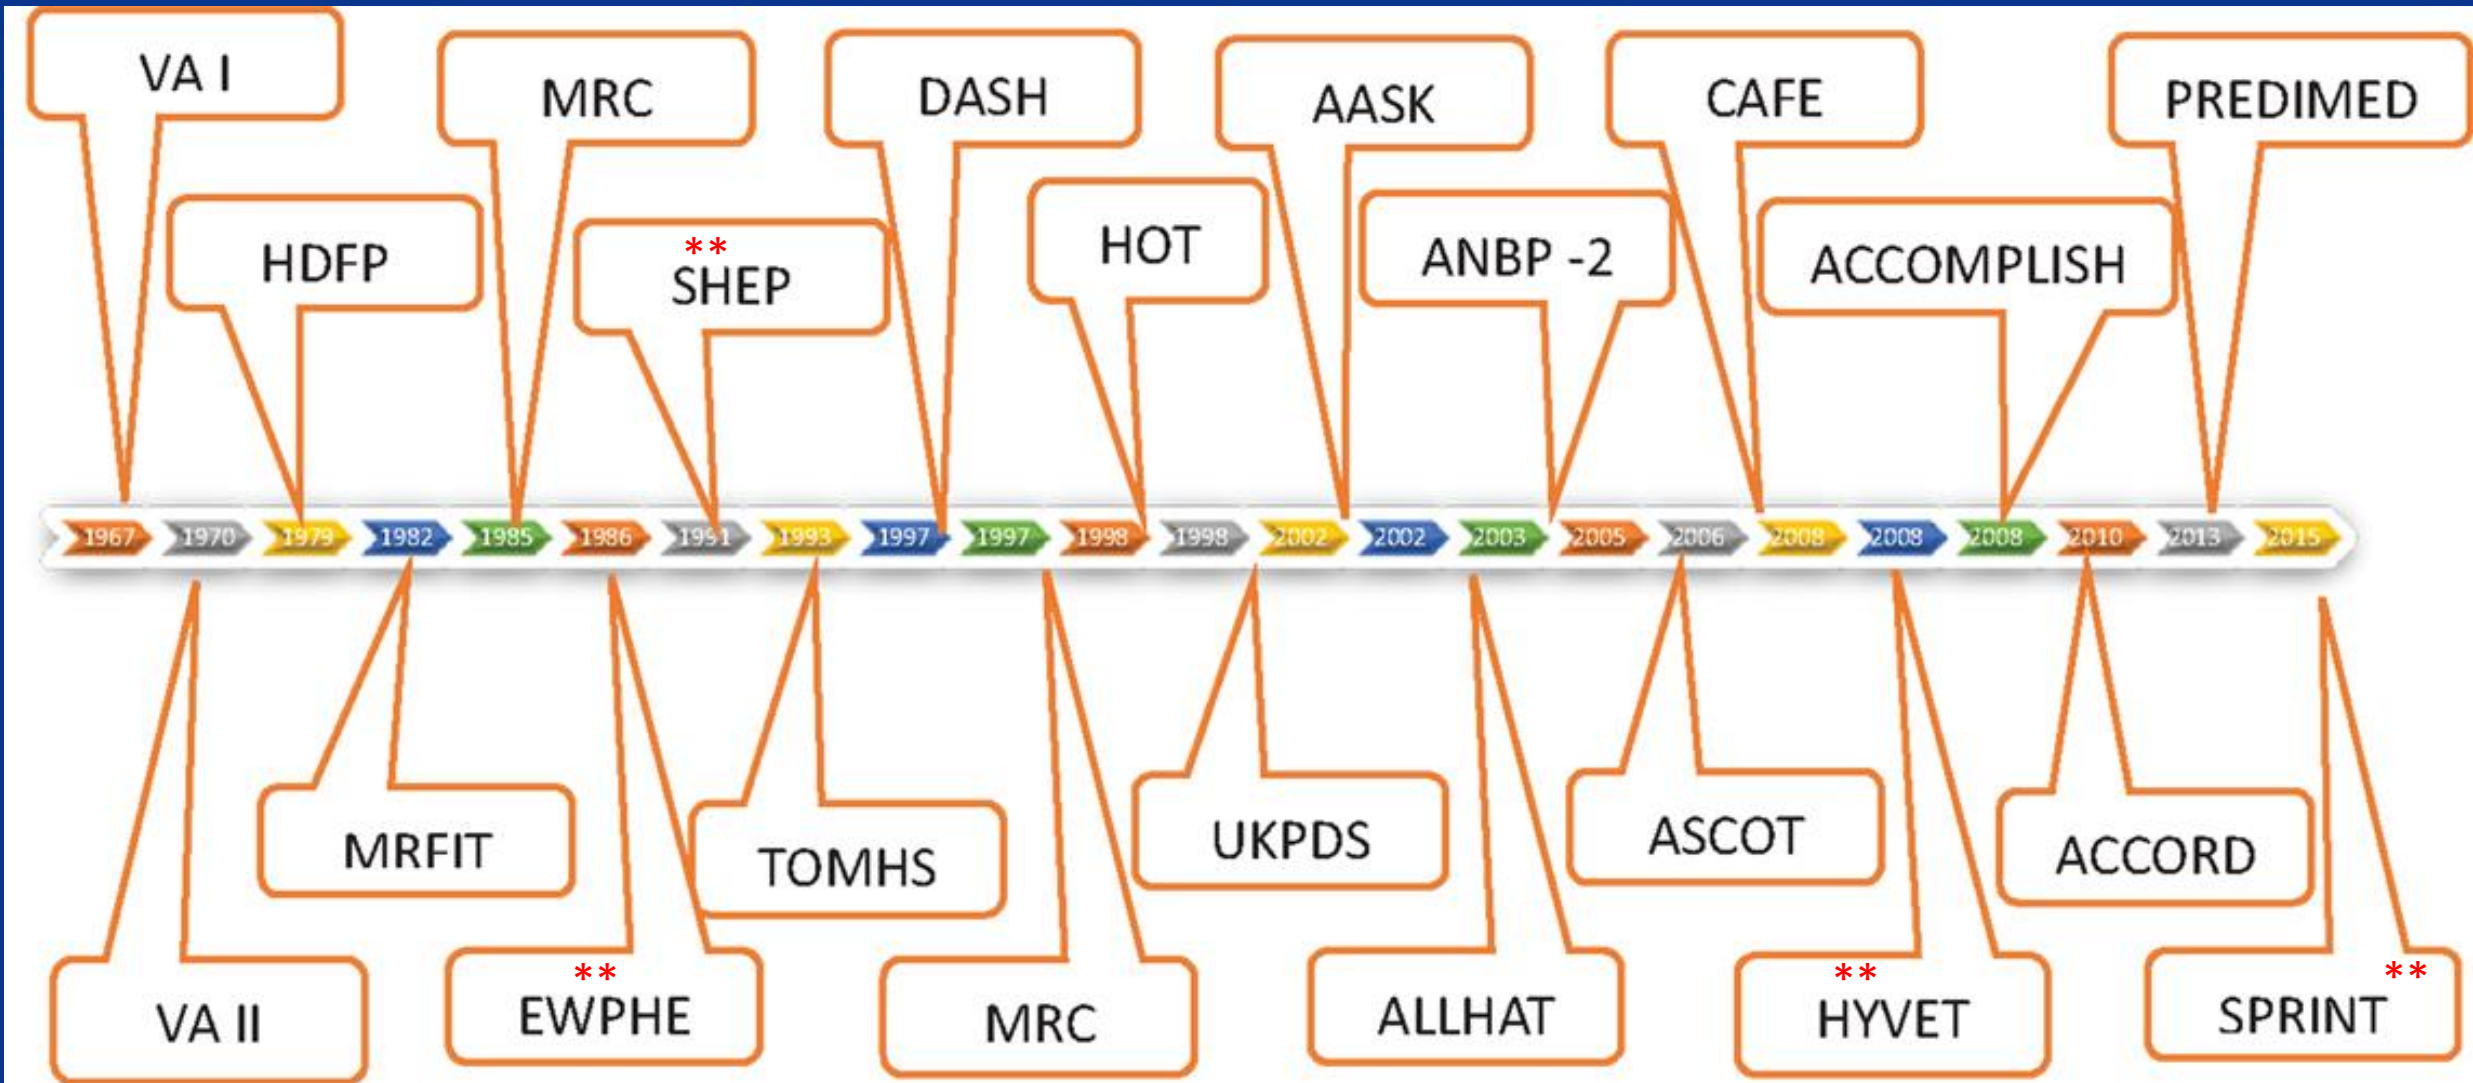 VA I
MRC
DASH
AASK
CAFE
PREDIMED
HDFP
**
SHEP
HOT
ANBP -2
ACCOMPLISH
1967 1970 1979 1982 1985 1986 1991 1993 1997 1997 1998 1998 2002 2002 2003 2005 2006 2008 2008 2008 2010 2013 2015
MRFIT
TOMHS
UKPDS
ASCOT
ACCORD
VA II
**
EWPHE
MRC
ALLHAT
**
HYVET
**
SPRINT